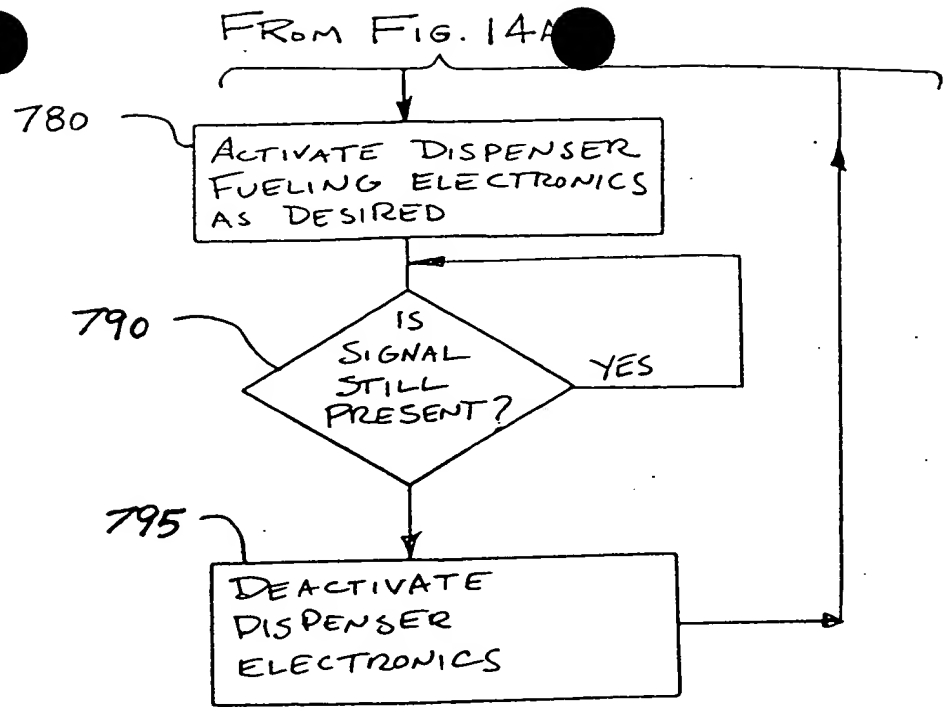 FROM FIG. 14A
780
ACTIVATE DISPENSER
FUELING ELECTRONICS
AS DESIRED
790
IS
SIGNAL
STILL
PRESENT?
YES
795
DEACTIVATE
DISPENSER
ELECTRONICS